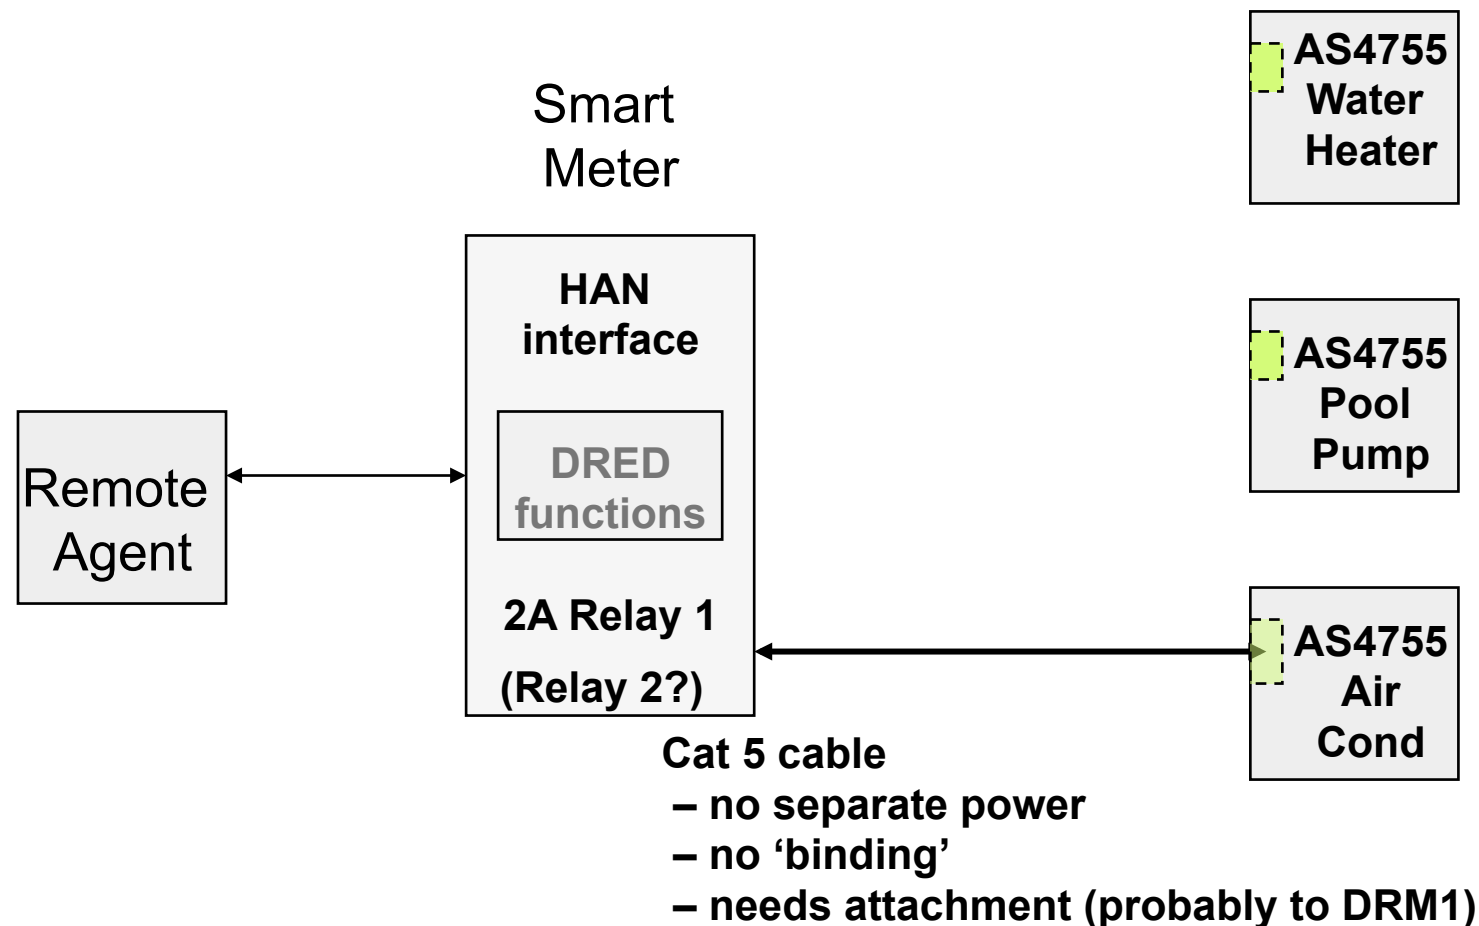 Smart
Meter
HAN
interface
DRED
functions
2A Relay 1
(Relay 2?)
Remote
Agent
AS4755
Water
Heater
AS4755
Pool
Pump
AS4755
Air
Cond
Cat 5 cable
– no separate power
– no ‘binding’
– needs attachment (probably to DRM1)